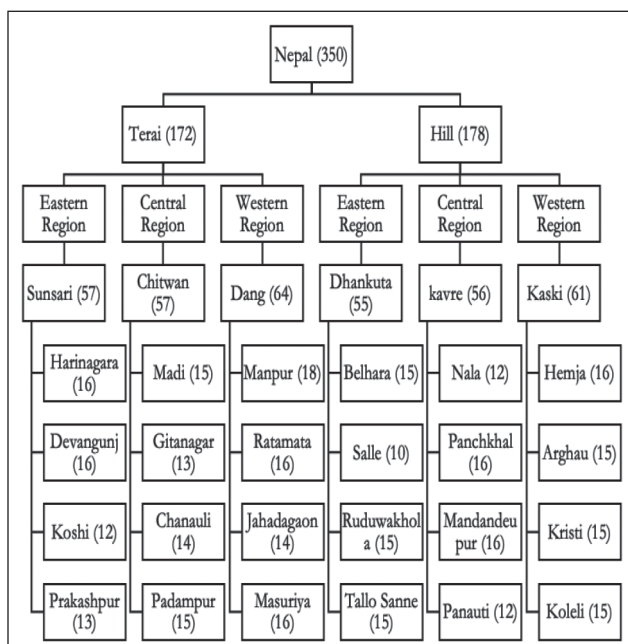 Nepal (350)
Terai (172)
Hill (178)
Eastern
Region
Central
Region
Western
Region
Eastern
Region
Central
Region
Western
Region
Sunsari (57)
Chitwan
(57)
Dang (64)
Dhankuta
(55)
kavre (56)
Kaski (61)
Harinagara
(16)
Madi (15)
Manpur (18)
Belhara (15)
Nala (12)
Hemja (16)
Devangunj
(16)
Gitanagar
(13)
Ratamata
(16)
Salle (10)
Panchkhal
(16)
Arghau (15)
Koshi (12)
Chanauli
(14)
Jahadagaon
(14)
Ruduwakhol
a (15)
Mandandeu
pur (16)
Kristi (15)
Prakashpur
(13)
Padampur
(15)
Masuriya
(16)
Tallo Sanne
(15)
Panauti (12)
Koleli (15)